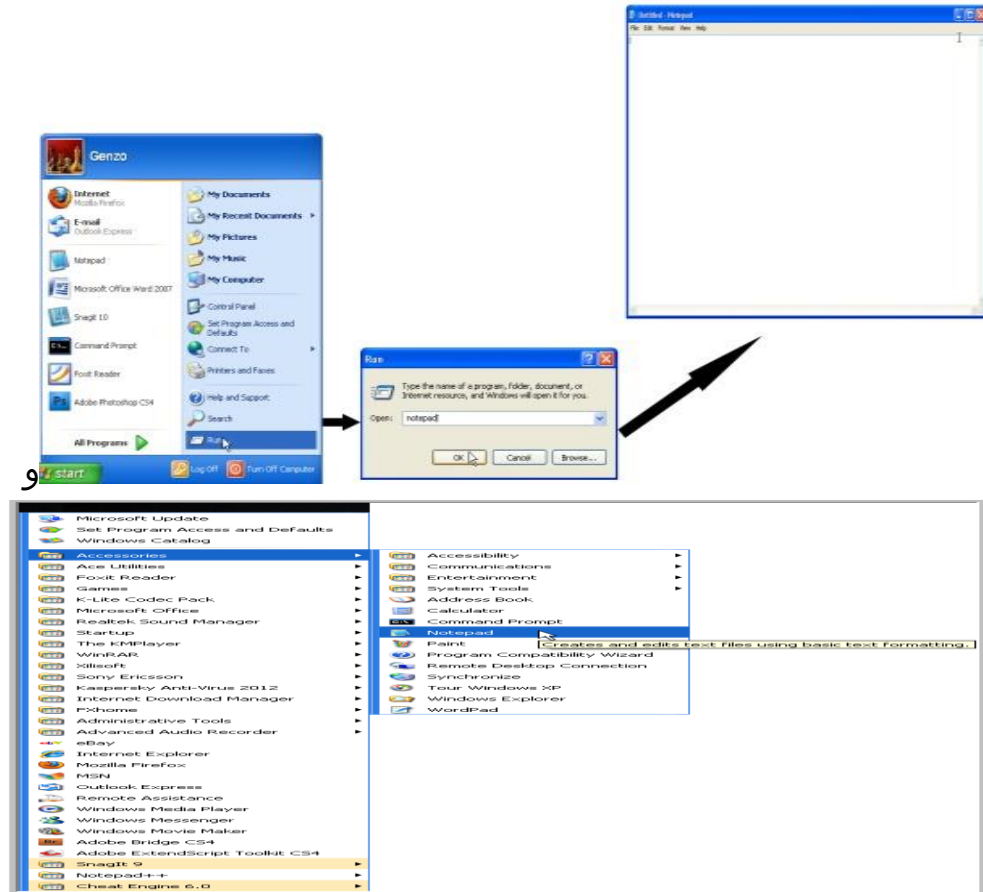 Untitled - Notepad
File Edit Format View Help
Genzo
Internet
Mozilla Firefox
E-mail
Outlook Express
Notepad
Microsoft Office Word 2007
Snagit 10
Command Prompt
Foxit Reader
Adobe Photoshop CS4
All Programs
My Documents
My Recent Documents
My Pictures
My Music
My Computer
Control Panel
Set Program Access and
Defaults
Connect To
Printers and Faxes
Help and Support
Search
Run
Log Off Turn Off Computer
start
Run
Type the name of a program, folder, document, or
Internet resource, and Windows will open it for you.
Open: notepad
OK Cancel Browse...
و
Microsoft Update
Set Program Access and Defaults
Windows Catalog
Accessories
Ace Utilities
Foxit Reader
Games
K-Lite Codec Pack
Microsoft Office
Realtek Sound Manager
Startup
The KMPlayer
WinRAR
Xilisoft
Sony Ericsson
Kaspersky Anti-Virus 2012
Internet Download Manager
FXhome
Administrative Tools
Advanced Audio Recorder
eBay
Internet Explorer
Mozilla Firefox
MSN
Outlook Express
Remote Assistance
Windows Media Player
Windows Messenger
Windows Movie Maker
Adobe Bridge CS4
Adobe ExtendScript Toolkit CS4
SnagIt 9
Notepad++
Cheat Engine 6.0
Accessibility
Communications
Entertainment
System Tools
Address Book
Calculator
Command Prompt
Notepad
Paint
Creates and edits text files using basic text formatting.
Program Compatibility Wizard
Remote Desktop Connection
Synchronize
Tour Windows XP
Windows Explorer
WordPad